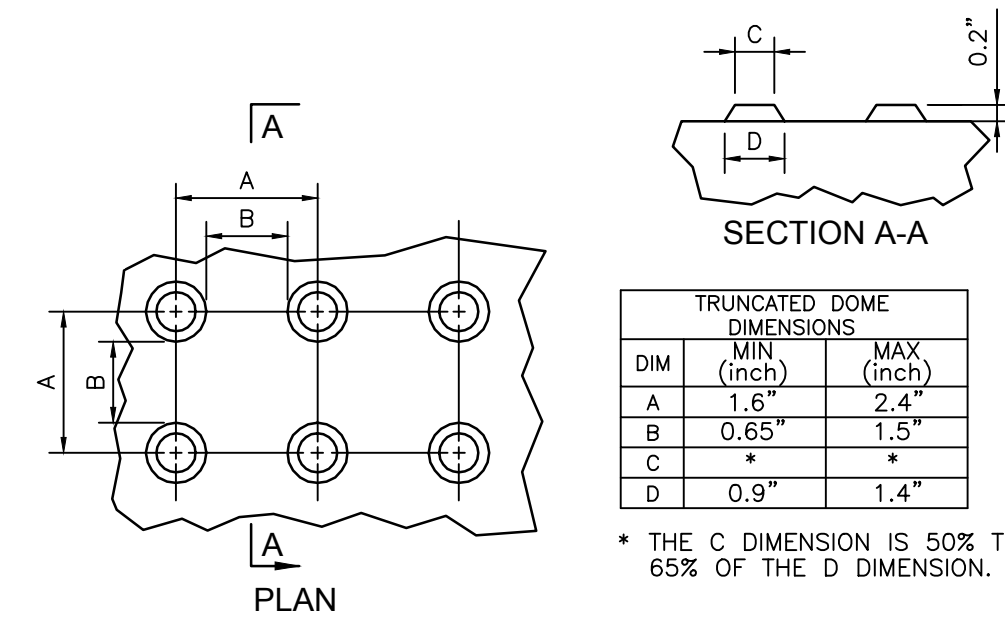 A
A
B
A
B
A
PLAN
C
0.2"
D
SECTION A-A
TRUNCATED DOME
DIMENSIONS
DIM MIN (inch) MAX (inch)
A 1.6" 2.4"
B 0.65" 1.5"
C * *
D 0.9" 1.4"
* THE C DIMENSION IS 50% T
65% OF THE D DIMENSION.